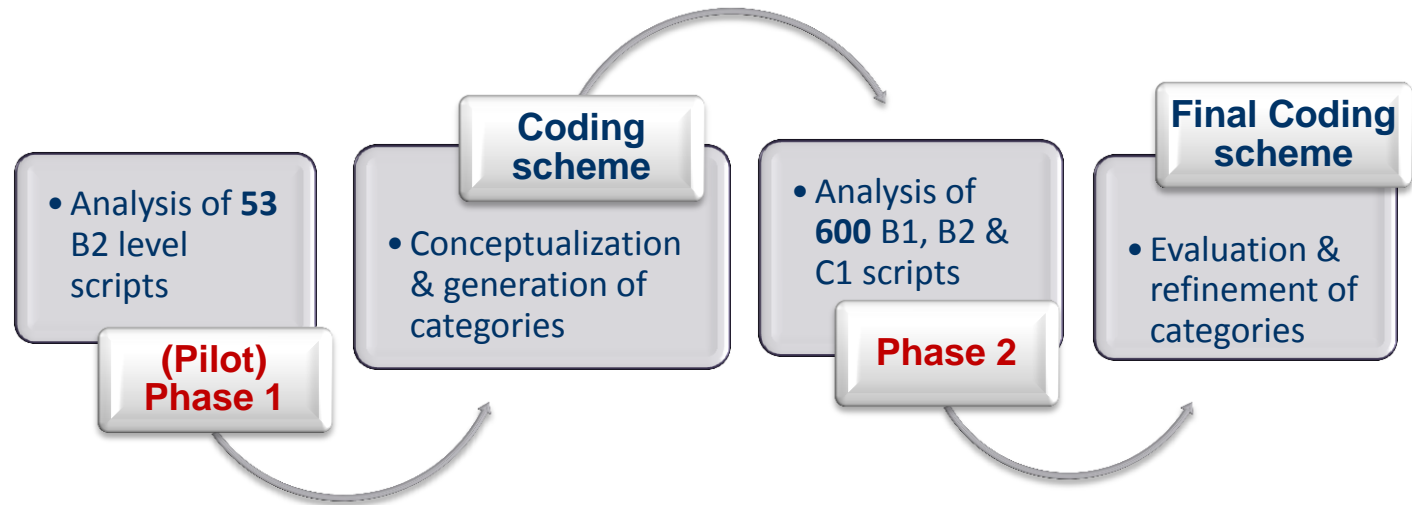 • Analysis of 53
B2 level
scripts
(Pilot)
Phase 1
Coding
scheme
• Conceptualization
& generation of
categories
• Analysis of
600 B1, B2 &
C1 scripts
Phase 2
Final Coding
scheme
• Evaluation &
refinement of
categories